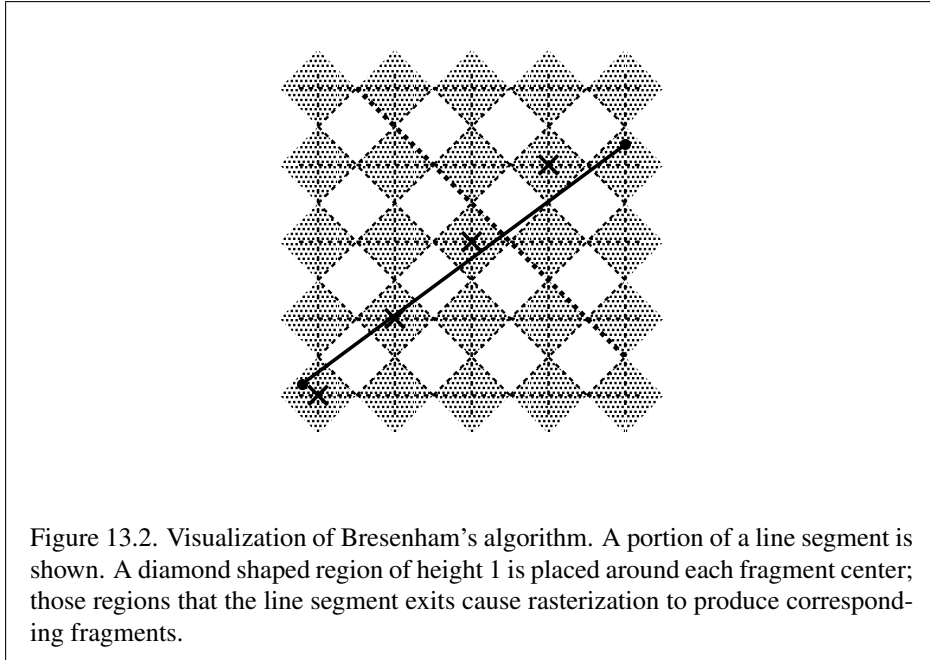 Figure 13.2. Visualization of Bresenham's algorithm. A portion of a line segment is
shown. A diamond shaped region of height 1 is placed around each fragment center;
those regions that the line segment exits cause rasterization to produce correspond-
ing fragments.